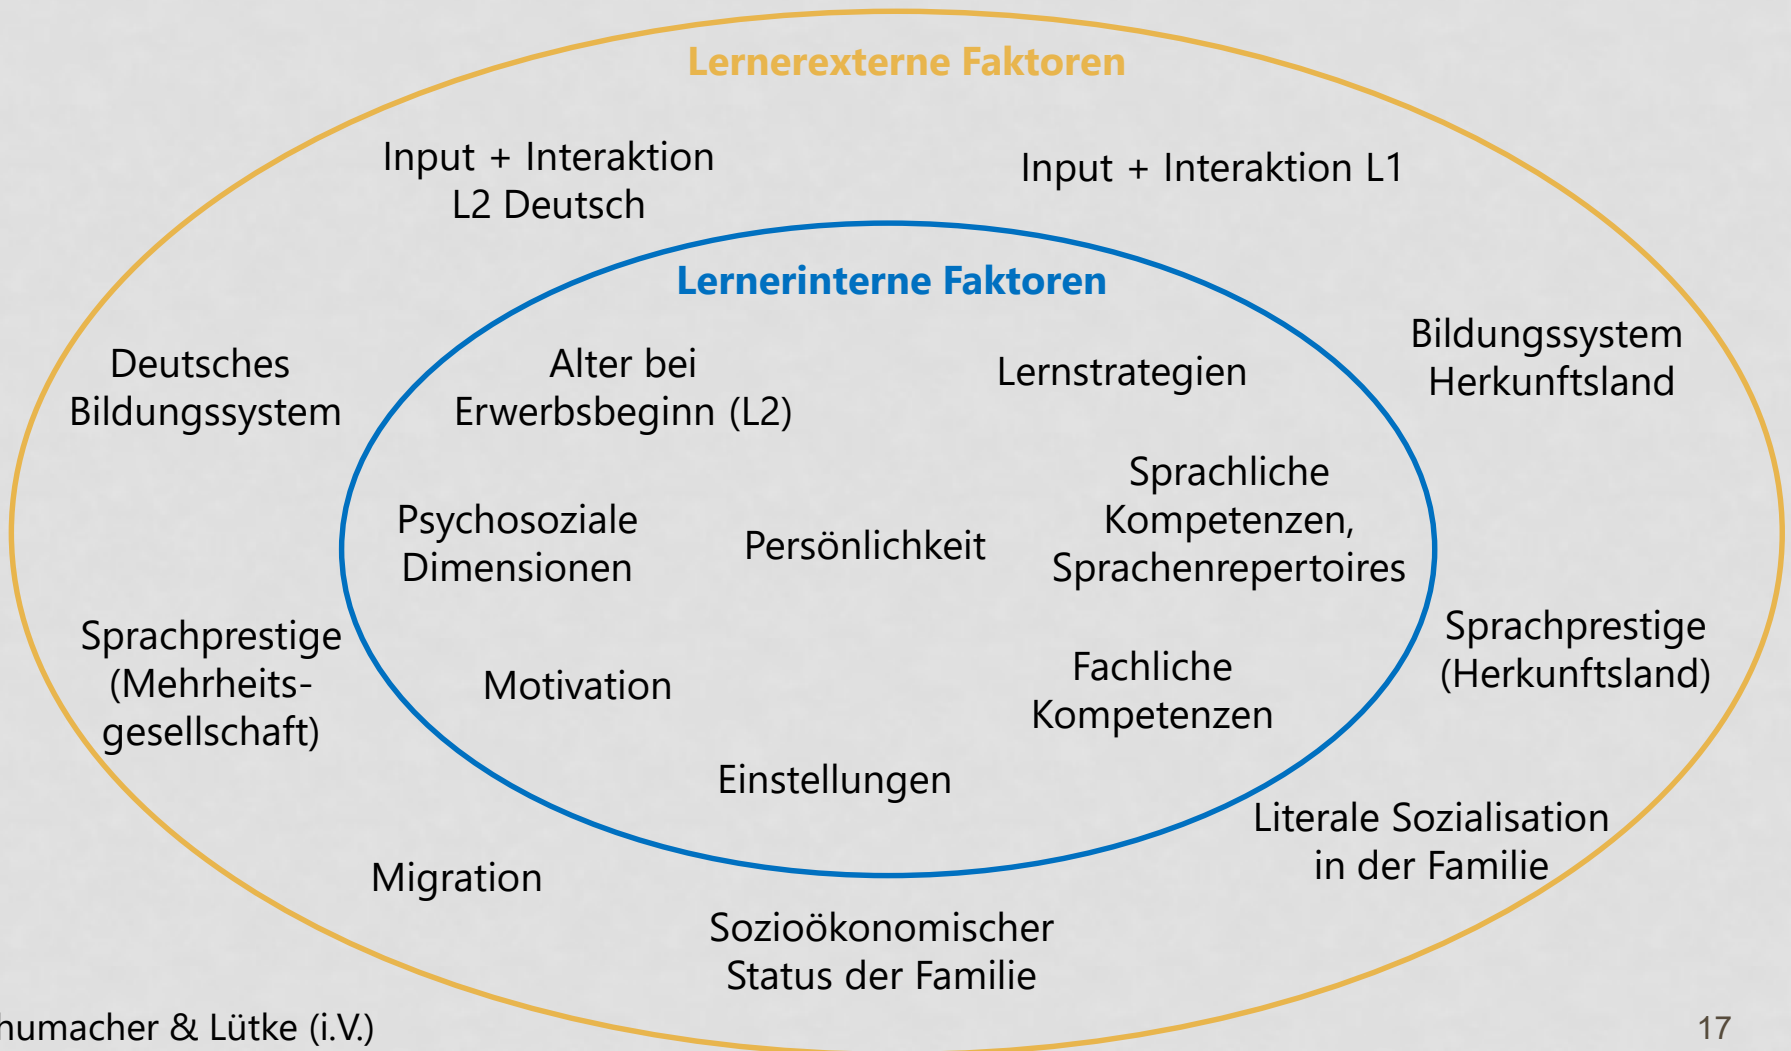 Lernerexterne Faktoren
Input + Interaktion
L2 Deutsch
Input + Interaktion L1
Lernerinterne Faktoren
Deutsches
Bildungssystem
Alter bei
Erwerbsbeginn (L2)
Lernstrategien
Bildungssystem
Herkunftsland
Psychosoziale
Dimensionen
Persönlichkeit
Sprachliche
Kompetenzen,
Sprachenrepertoires
Sprachprestige
(Mehrheits-
gesellschaft)
Motivation
Fachliche
Kompetenzen
Sprachprestige
(Herkunftsland)
Einstellungen
Literale Sozialisation
in der Familie
Migration
Sozioökonomischer
Status der Familie
humacher & Lütke (i.V.)
17